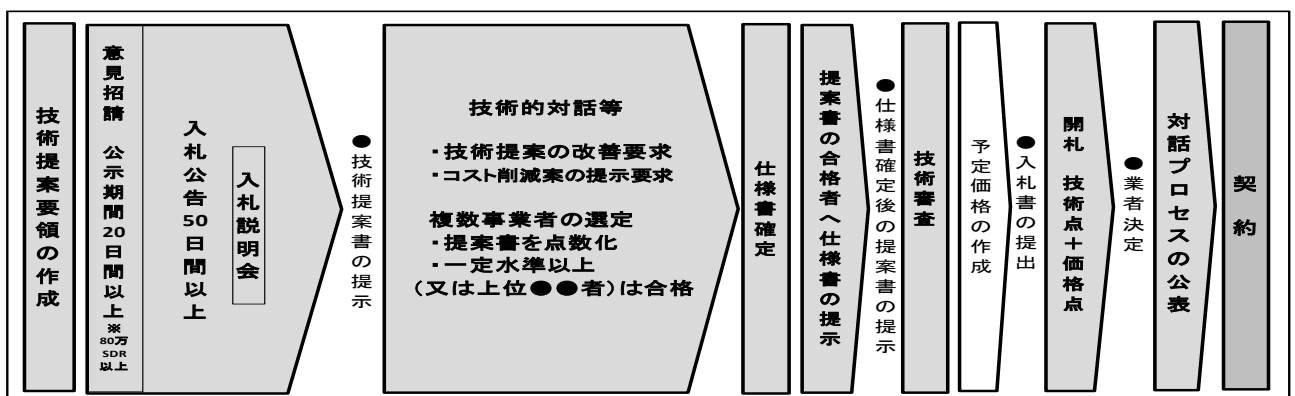 技術提案要領の作成
意見招請　公示期間20日間以上
※
80万
SDR
以上
入札公告50日間以上
入札説明会
●技術提案書の提示
技術的対話等
・技術提案の改善要求
・コスト削減案の提示要求
複数事業者の選定
・提案書を点数化
・一定水準以上
(又は上位●●者)は合格
仕様書確定
提案書の合格者へ仕様書の提示
●仕様書確定後の提案書の提示
技術審査
予定価格の作成
●入札書の提出
開札　技術点＋価格点
●業者決定
対話プロセスの公表
契約